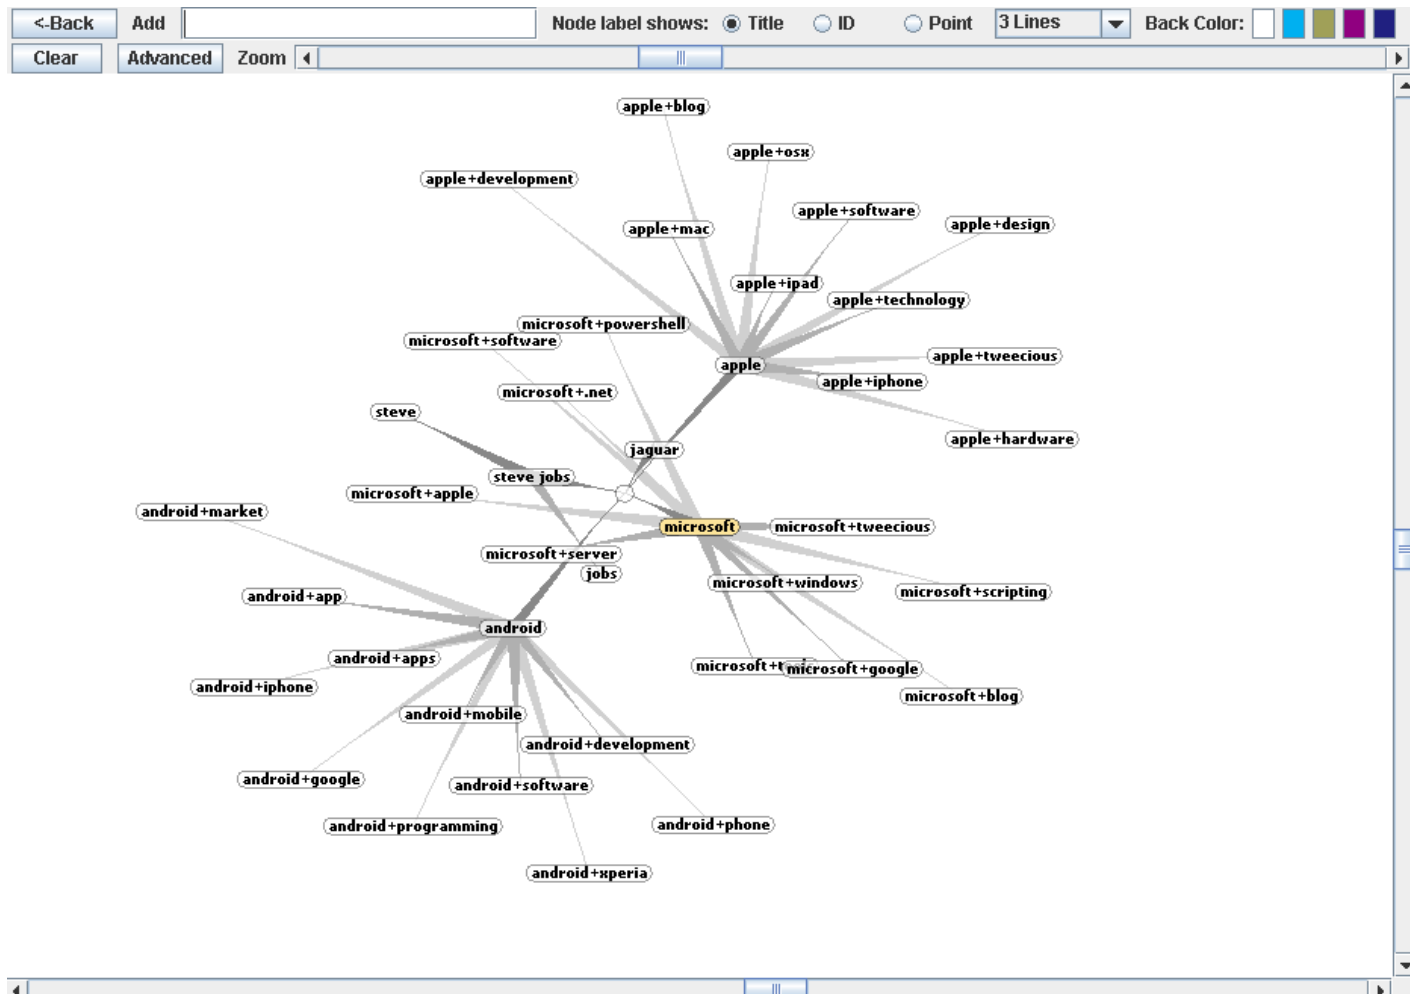 <-Back Add Node label shows: Title ID Point 3 Lines Back Color:
Clear Advanced Zoom
apple+blog
apple+osx
apple+development
apple+software
apple+design
apple+mac
apple+ipad
apple+technology
microsoft+powershell
microsoft+software
apple+tweecious
apple
apple+iphone
microsoft+.net
steve
apple+hardware
jaguar
steve jobs
microsoft+apple
android+market
microsoft
microsoft+tweecious
microsoft+server
jobs
microsoft+windows
microsoft+scripting
android+app
android
android+apps
microsoft+
microsoft+google
android+iphone
microsoft+blog
android+mobile
android+development
android+google
android+software
android+programming
android+phone
android+xperia